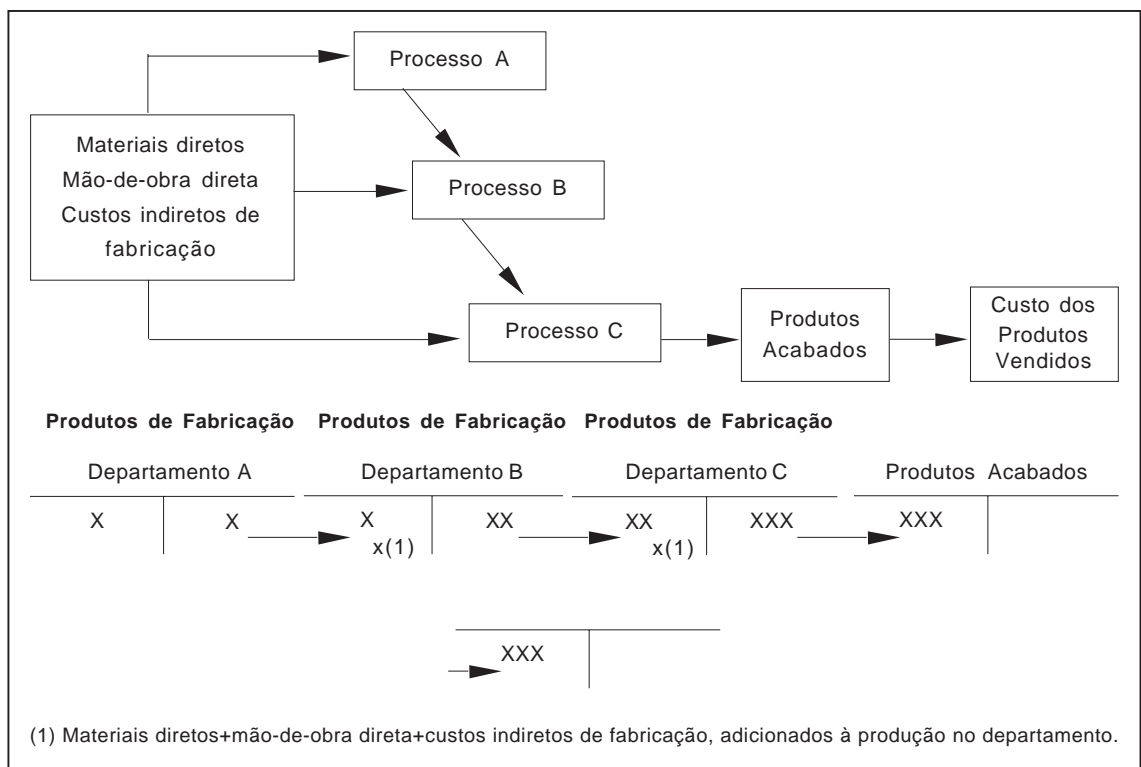 Processo A
Materiais diretos
Mão-de-obra direta
Custos indiretos de
fabricação
Processo B
Processo C
Produtos
Acabados
Custo dos
Produtos
Vendidos
Produtos de Fabricação Produtos de Fabricação Produtos de Fabricação
Departamento A Departamento B Departamento C Produtos Acabados
X X X XX XX XXX XXX
x(1) x(1)
XXX
(1) Materiais diretos+mão-de-obra direta+custos indiretos de fabricação, adicionados à produção no departamento.